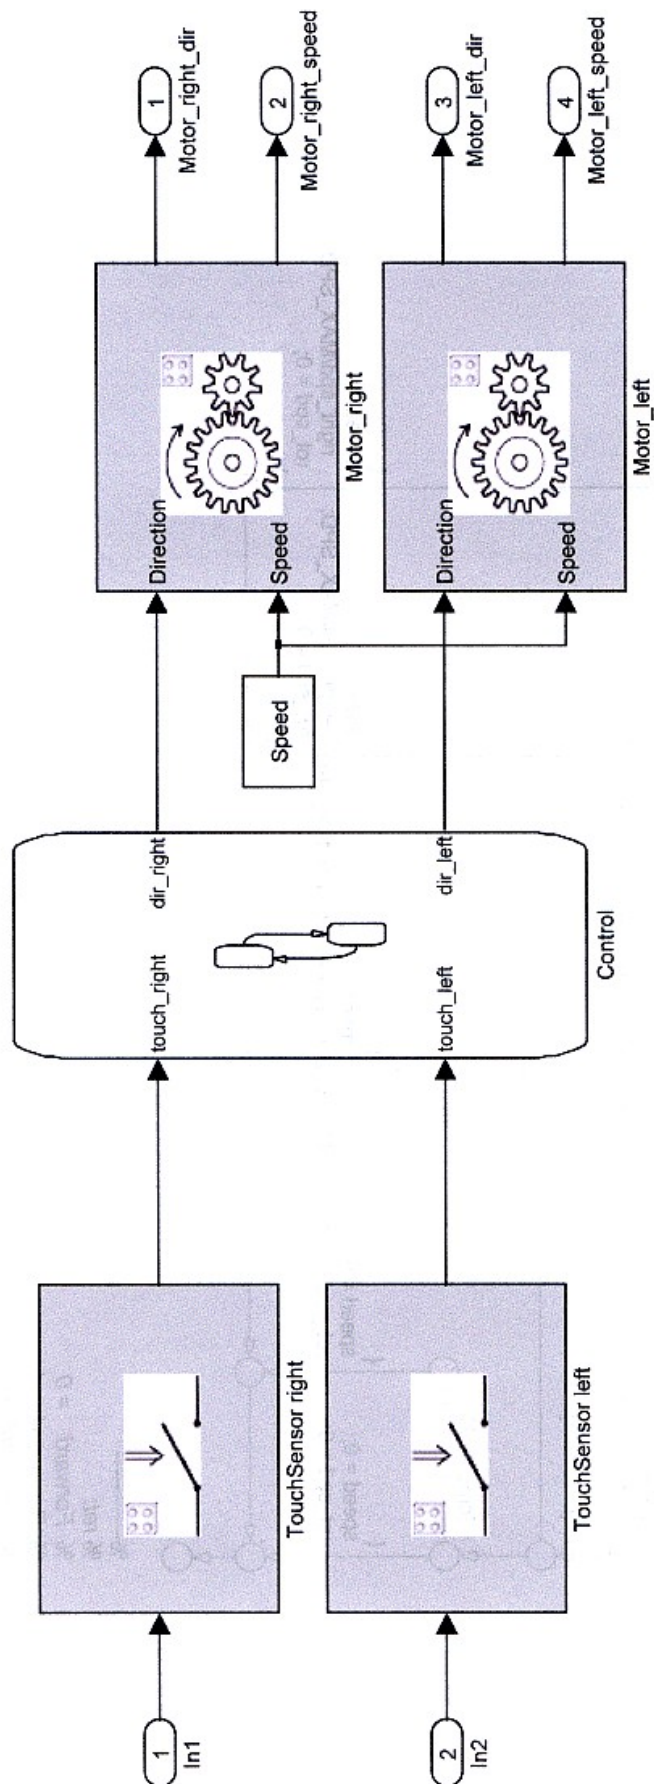 1
In1
2
In2
TouchSensor right
TouchSensor left
touch_right
dir_right
touch_left
dir_left
Control
Speed
Direction
Speed
Motor_right
Direction
Speed
Motor_left
1
Motor_right_dir
2
Motor_right_speed
3
Motor_left_dir
4
Motor_left_speed